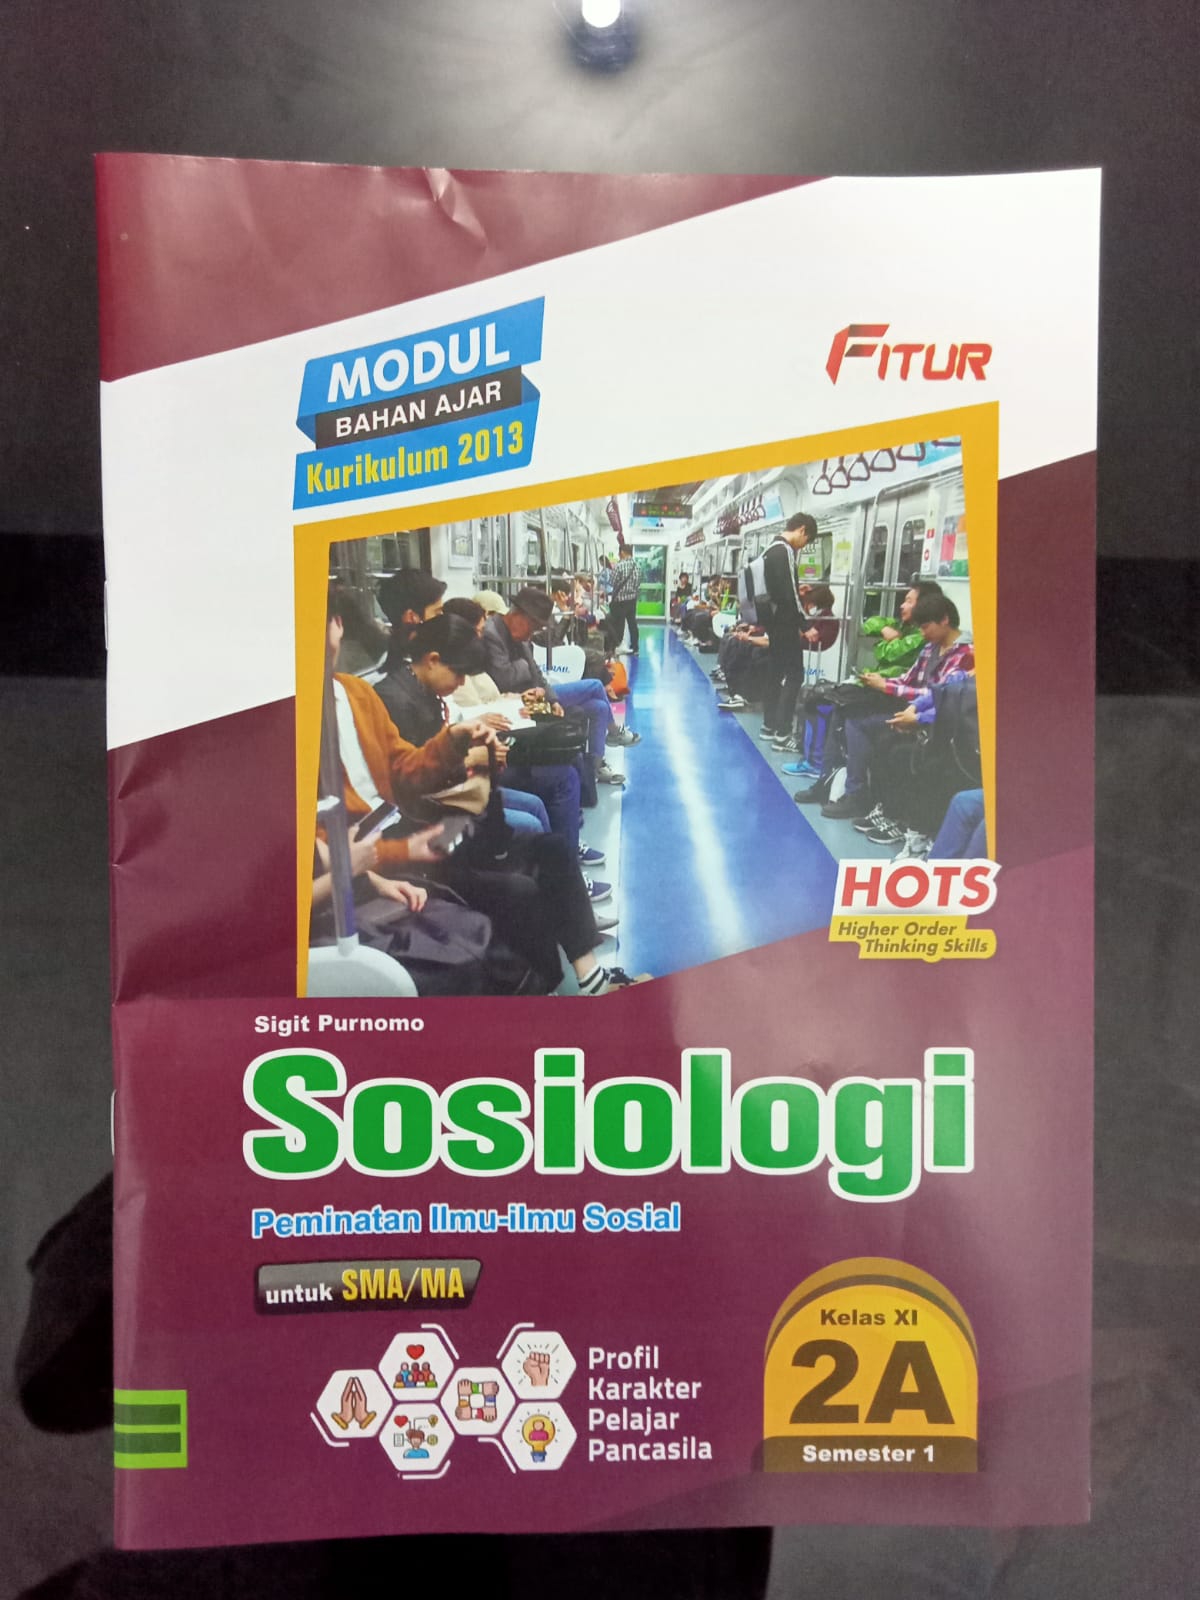 MODUL
BAHAN AJAR
Kurikulum 2013
FITUR
HOTS
Higher Order
Thinking Skills
Sigit Purnomo
Sosiologi
Peminatan Ilmu-ilmu Sosial
untuk SMA/MA
Profil
Karakter
Pelajar
Pancasila
Kelas XI
2A
Semester 1